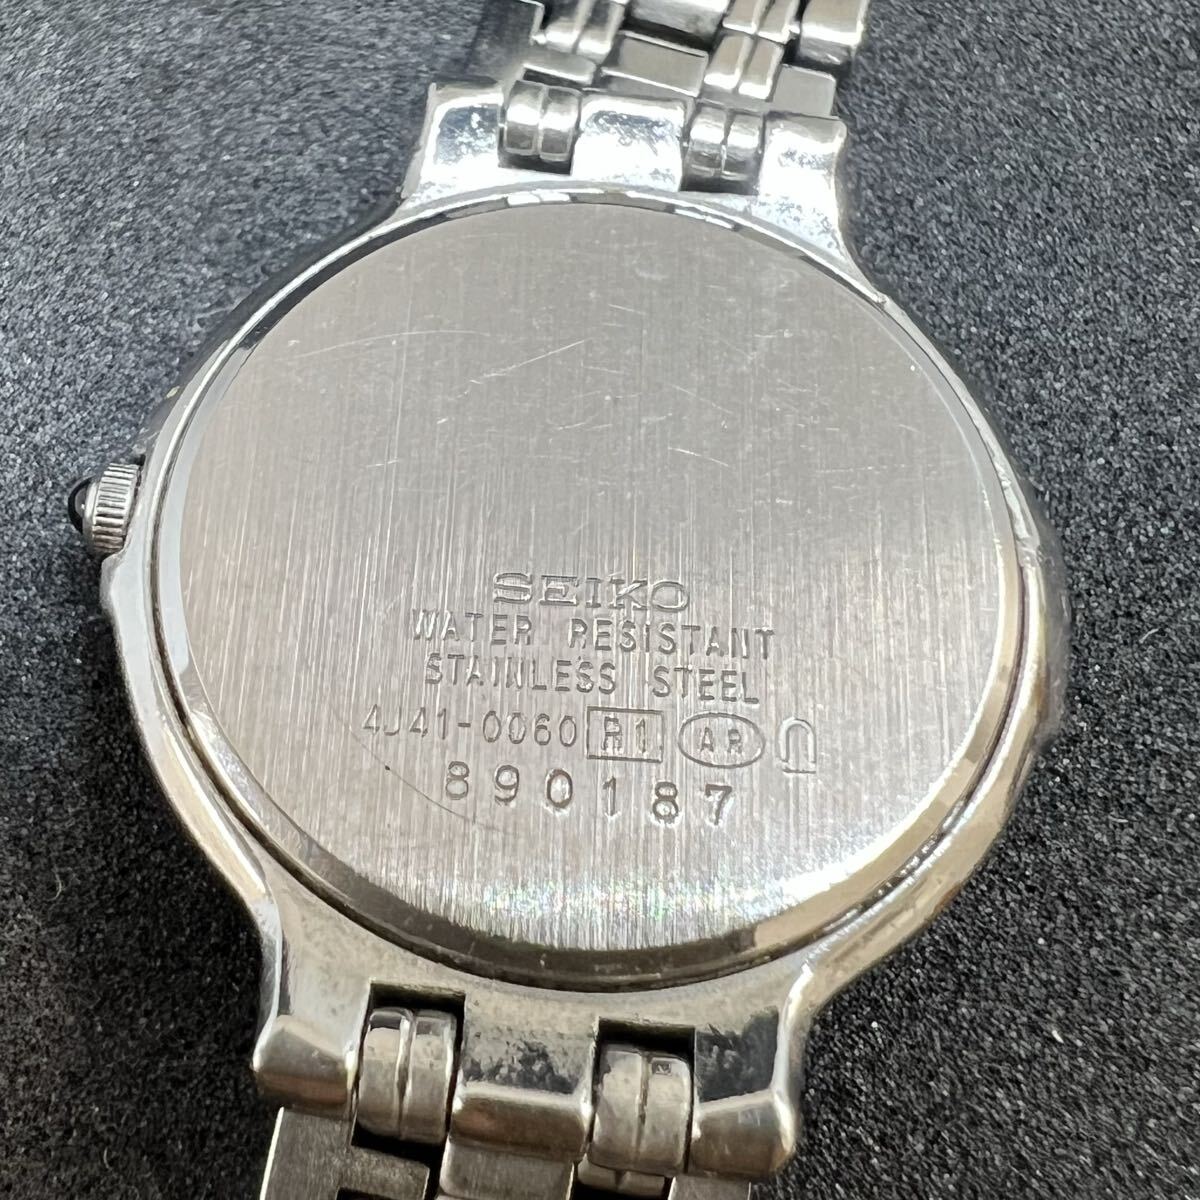 SEIKO
WATER RESISTANT
STAINLESS STEEL
4J41-0060 R1 AR
890187